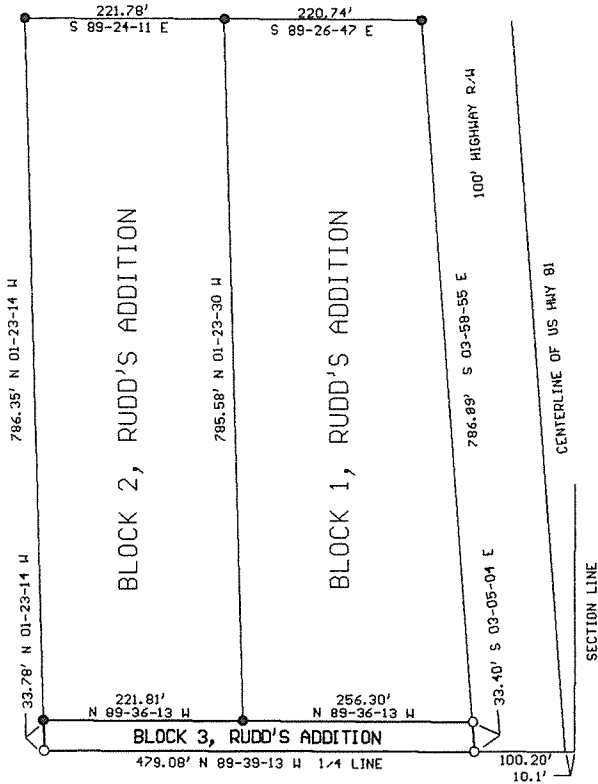 221.78'
S 89-24-11 E
220.74'
S 89-26-47 E
100' HIGHWAY R/W
CENTERLINE OF US HWY 81
786.35' N 01-23-14 W
BLOCK 2, RUDD'S ADDITION
785.58' N 01-23-30 W
BLOCK 1, RUDD'S ADDITION
786.89' S 03-58-55 E
33.78' N 01-23-14 W
33.40' S 03-05-04 E
SECTION LINE
221.81'
N 89-36-13 W
256.30'
N 89-36-13 W
BLOCK 3, RUDD'S ADDITION
479.08' N 89-39-13 W 1/4 LINE
100.20'
10.1'